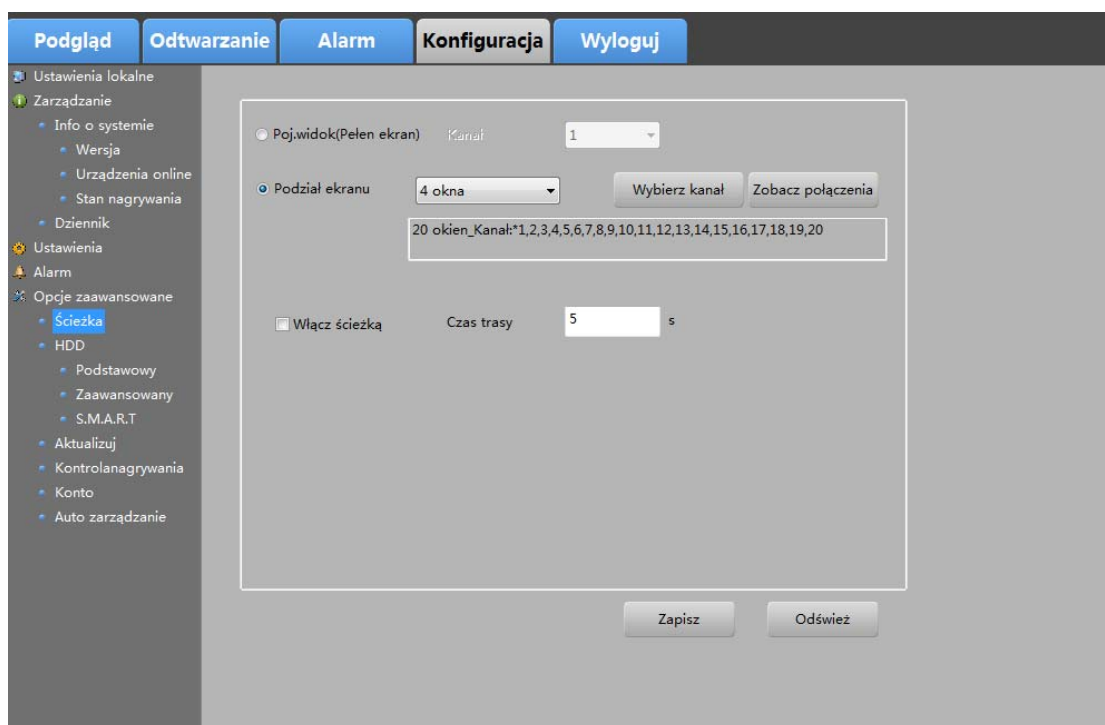 Podgląd Odtwarzanie Alarm Konfiguracja Wyloguj
Ustawienia lokalne
Zarządzanie
Info o systemie
Wersja
Urządzenia online
Stan nagrywania
Dziennik
Ustawienia
Alarm
Opcje zaawansowane
Ścieżka
HDD
Podstawowy
Zaawansowany
S.M.A.R.T
Aktualizuj
Kontrolanagrywania
Konto
Auto zarządzanie
Poj.widok(Pełen ekran) Kanał 1
Podział ekranu 4 okna Wybierz kanał Zobacz połączenia
20 okien_Kanał:*1,2,3,4,5,6,7,8,9,10,11,12,13,14,15,16,17,18,19,20
Włącz ścieżką Czas trasy 5 s
Zapisz Odśwież